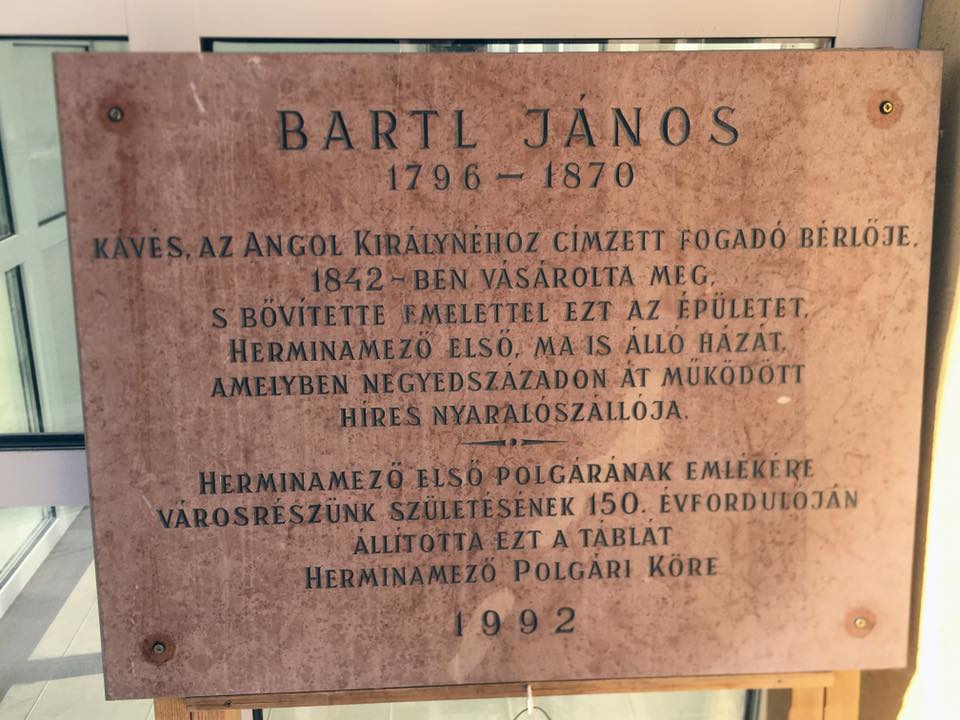 BARTL JÁNOS
1796 – 1870
KÁVÉS, AZ ANGOL KIRÁLYNÉHOZ CÍMZETT FOGADÓ BÉRLŐJE,
1842 - BEN VÁSÁROLTA MEG,
S BŐVÍTETTE EMELETTEL EZT AZ ÉPÜLETET,
HERMINAMEZŐ ELSŐ, MA IS ÁLLÓ HÁZÁT,
AMELYBEN NEGYEDSZÁZADON ÁT MŰKÖDÖTT
HÍRES NYARALÓSZÁLLÓJA.
HERMINAMEZŐ ELSŐ POLGÁRÁNAK EMLÉKÉRE
VÁROSRÉSZÜNK SZÜLETÉSÉNEK 150. ÉVFORDULÓJÁN
ÁLLÍTOTTA EZT A TÁBLÁT
HERMINAMEZŐ POLGÁRI KÖRE
1992